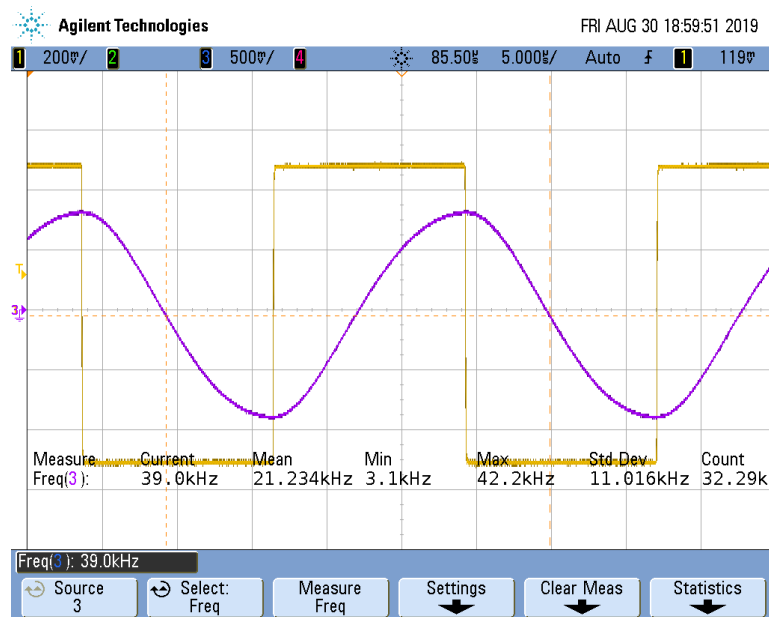 Agilent Technologies FRI AUG 30 18:59:51 2019
1 200mV/ 2 3 500mV/ 4 85.50µs 5.000µs/ Auto 1 119mV
T
3
Measure Current Mean Min Max Std Dev Count
Freq(3): 39.0kHz 21.234kHz 3.1kHz 42.2kHz 11.016kHz 32.29k
Freq(3): 39.0kHz
Source Select: Measure Settings Clear Meas Statistics
3 Freq Freq